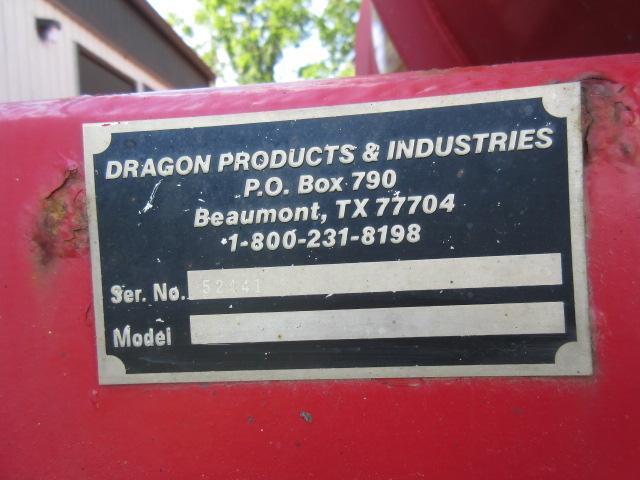 DRAGON PRODUCTS & INDUSTRIES
P.O. Box 790
Beaumont, TX 77704
1-800-231-8198
Ser. No. 52441
Model